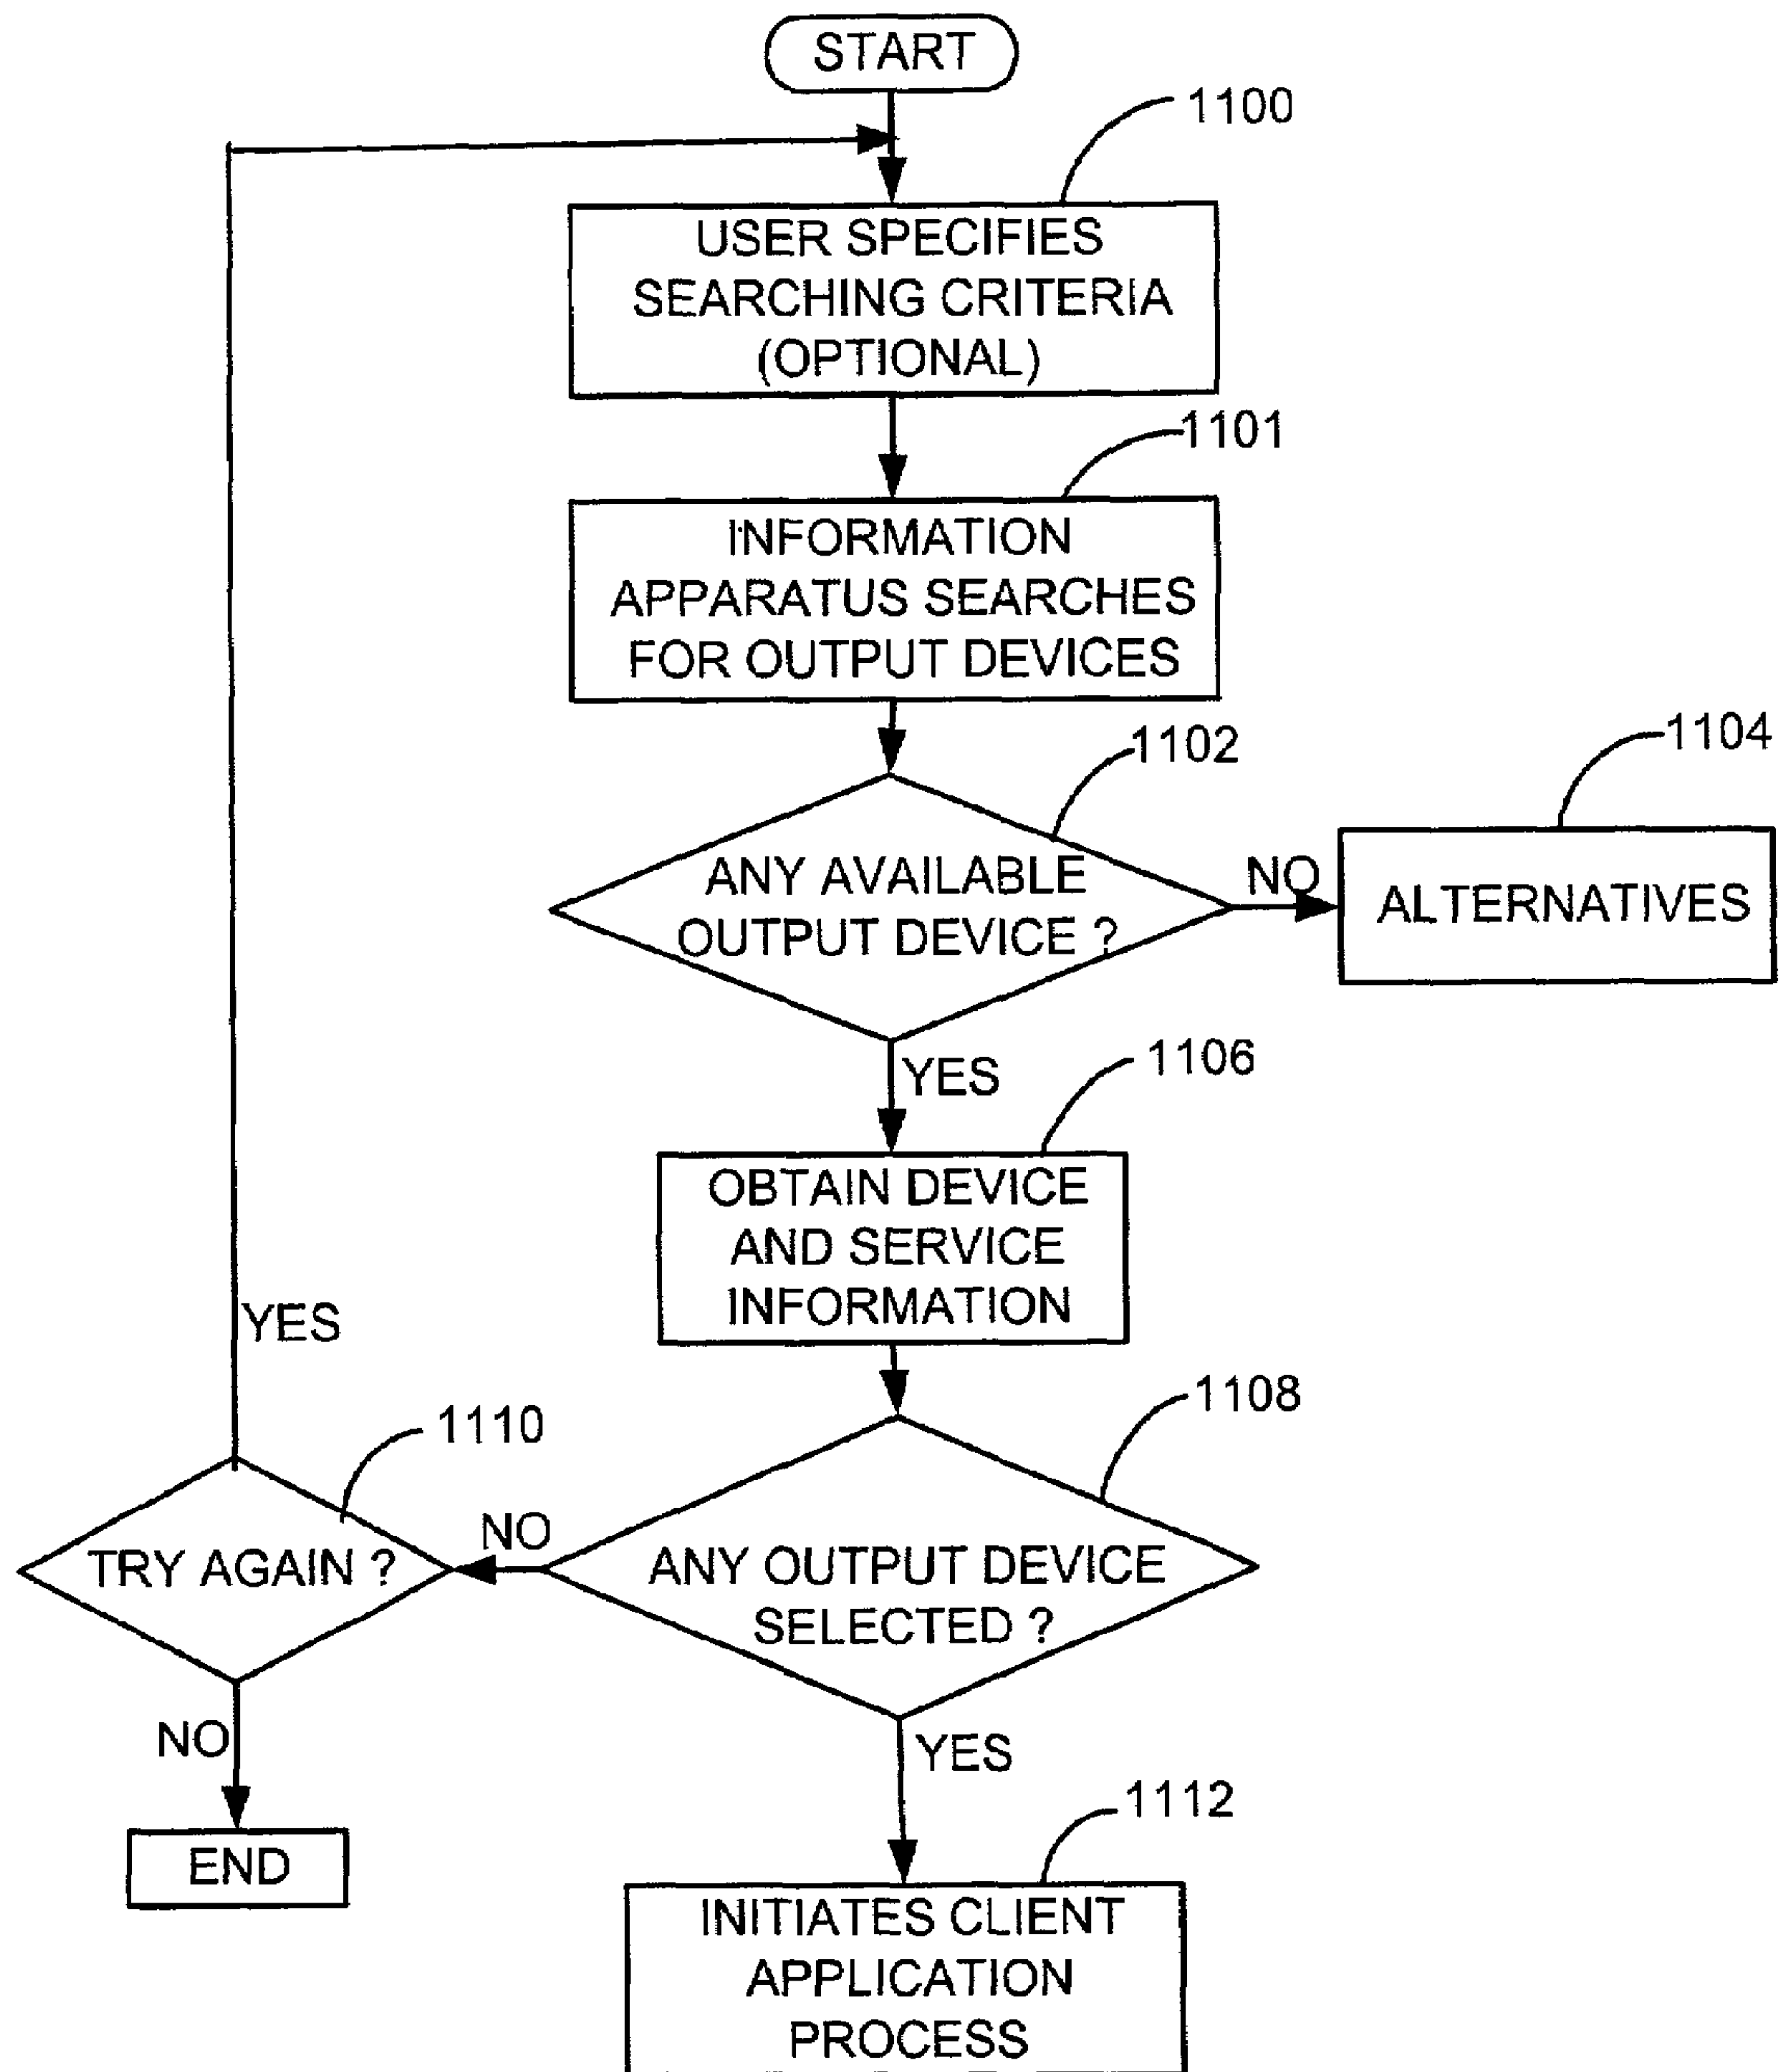 START
1100
USER SPECIFIES
SEARCHING CRITERIA
(OPTIONAL)
1101
INFORMATION
APPARATUS SEARCHES
FOR OUTPUT DEVICES
1102
1104
ANY AVAILABLE
OUTPUT DEVICE ?
NO
ALTERNATIVES
YES
1106
OBTAIN DEVICE
AND SERVICE
INFORMATION
YES
1108
1110
TRY AGAIN ?
NO
ANY OUTPUT DEVICE
SELECTED ?
NO
YES
1112
END
INITIATES CLIENT
APPLICATION
PROCESS